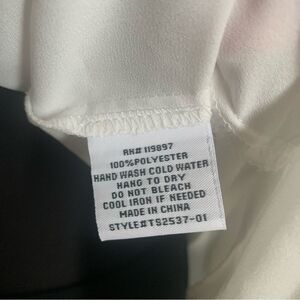 RN# 119897
100%POLYESTER
HAND WASH COLD WATER
HANG TO DRY
DO NOT BLEACH
COOL IRON IF NEEDED
MADE IN CHINA
STYLE#TS2537-01